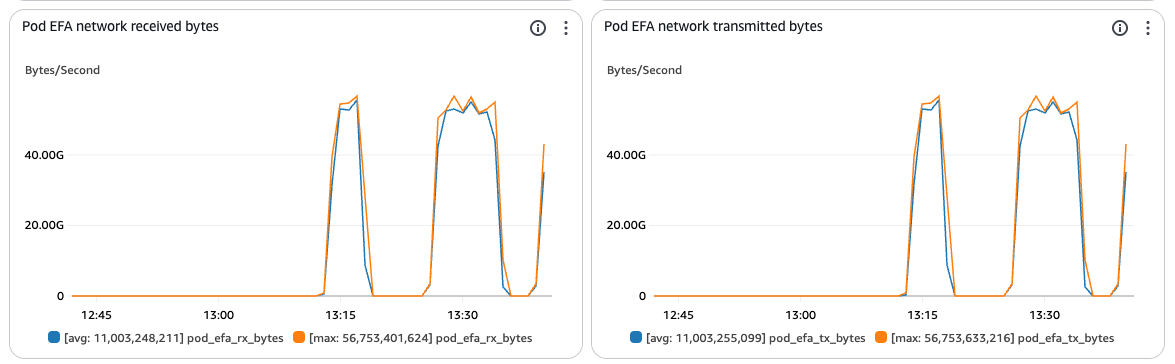 Pod EFA network received bytes
Bytes/Second
40.00G
20.00G
0
12:45 13:00 13:15 13:30
[avg: 11,003,248,211] pod_efa_rx_bytes [max: 56,753,401,624] pod_efa_rx_bytes
Pod EFA network transmitted bytes
Bytes/Second
40.00G
20.00G
0
12:45 13:00 13:15 13:30
[avg: 11,003,255,099] pod_efa_tx_bytes [max: 56,753,633,216] pod_efa_tx_bytes